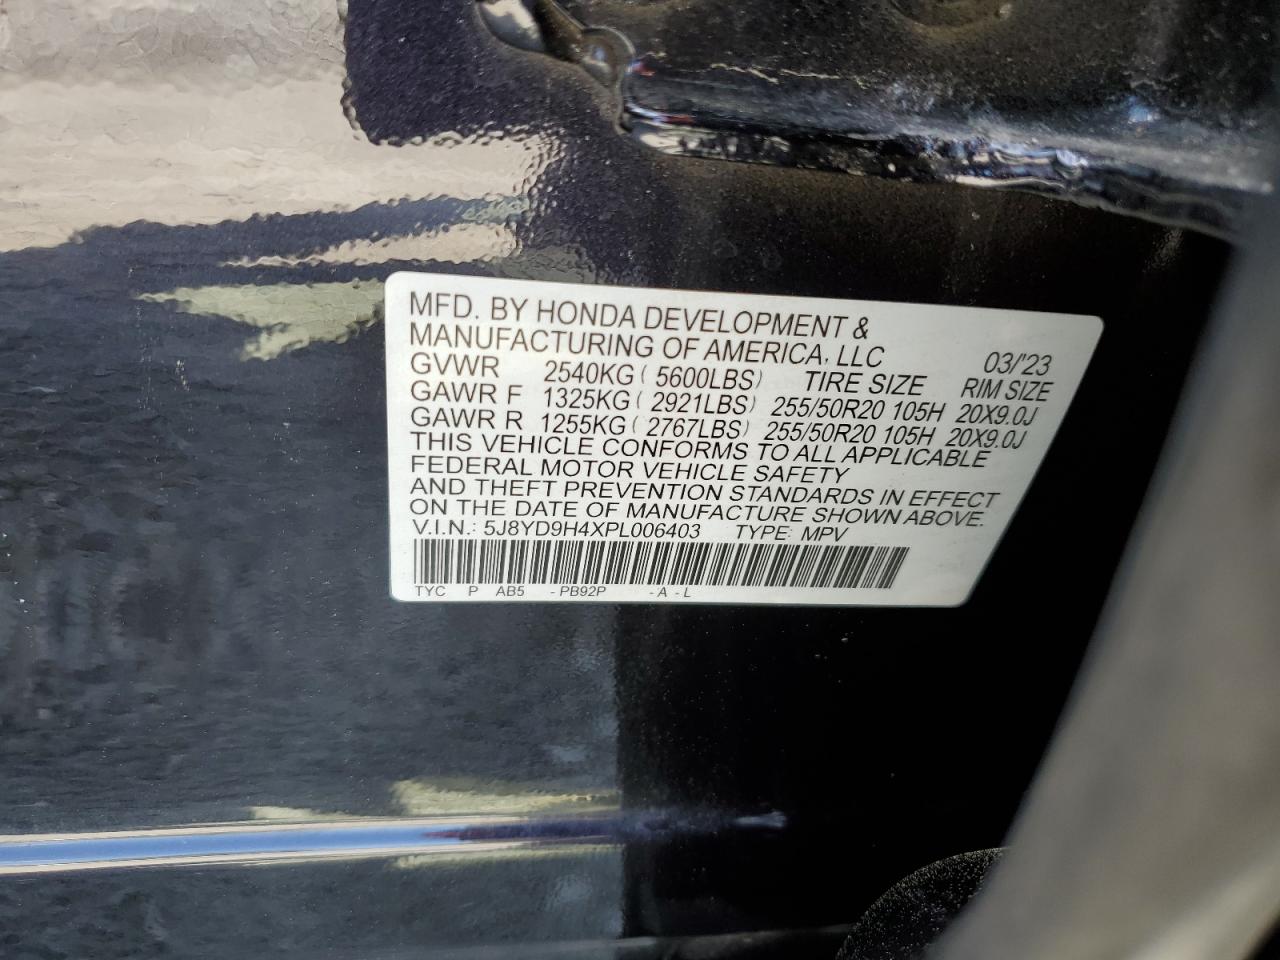 MFD. BY HONDA DEVELOPMENT &
MANUFACTURING OF AMERICA, LLC 03/'23
GVWR 2540KG ( 5600LBS) TIRE SIZE RIM SIZE
GAWR F 1325KG ( 2921LBS) 255/50R20 105H 20X9.0J
GAWR R 1255KG ( 2767LBS) 255/50R20 105H 20X9.0J
THIS VEHICLE CONFORMS TO ALL APPLICABLE
FEDERAL MOTOR VEHICLE SAFETY
AND THEFT PREVENTION STANDARDS IN EFFECT
ON THE DATE OF MANUFACTURE SHOWN ABOVE.
V.I.N.: 5J8YD9H4XPL006403 TYPE: MPV
TYC P AB5 - PB92P - A - L